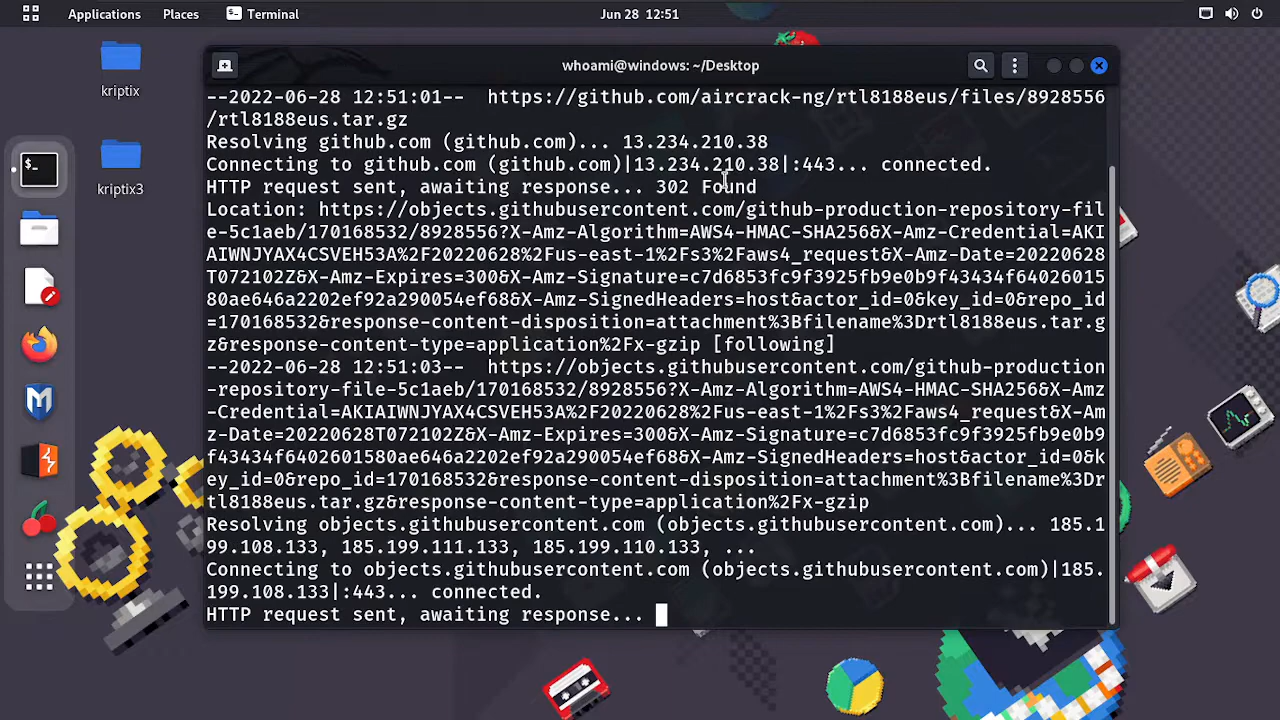 Applications Places Terminal Jun 28 12:51
whoami@windows: ~/Desktop
kriptix
kriptix3
--2022-06-28 12:51:01-- https://github.com/aircrack-ng/rtl8188eus/files/8928556
/rtl8188eus.tar.gz
Resolving github.com (github.com)... 13.234.210.38
Connecting to github.com (github.com)|13.234.210.38|:443... connected.
HTTP request sent, awaiting response... 302 Found
Location: https://objects.githubusercontent.com/github-production-repository-fil
e-5c1aeb/170168532/8928556?X-Amz-Algorithm=AWS4-HMAC-SHA256&X-Amz-Credential=AKI
AIWNJYAX4CSVEH53A%2F20220628%2Fus-east-1%2Fs3%2Faws4_request&X-Amz-Date=20220628
T072102Z&X-Amz-Expires=300&X-Amz-Signature=c7d6853fc9f3925fb9e0b9f43434f64026015
80ae646a2202ef92a290054ef68&X-Amz-SignedHeaders=host&actor_id=0&key_id=0&repo_id
=170168532&response-content-disposition=attachment%3Bfilename%3Drtl8188eus.tar.g
z&response-content-type=application%2Fx-gzip [following]
--2022-06-28 12:51:03-- https://objects.githubusercontent.com/github-production
-repository-file-5c1aeb/170168532/8928556?X-Amz-Algorithm=AWS4-HMAC-SHA256&X-Amz
-Credential=AKIAIWNJYAX4CSVEH53A%2F20220628%2Fus-east-1%2Fs3%2Faws4_request&X-Am
z-Date=20220628T072102Z&X-Amz-Expires=300&X-Amz-Signature=c7d6853fc9f3925fb9e0b9
f43434f6402601580ae646a2202ef92a290054ef68&X-Amz-SignedHeaders=host&actor_id=0&k
ey_id=0&repo_id=170168532&response-content-disposition=attachment%3Bfilename%3Dr
tl8188eus.tar.gz&response-content-type=application%2Fx-gzip
Resolving objects.githubusercontent.com (objects.githubusercontent.com)... 185.1
99.108.133, 185.199.111.133, 185.199.110.133, ...
Connecting to objects.githubusercontent.com (objects.githubusercontent.com)|185.
199.108.133|:443... connected.
HTTP request sent, awaiting response...